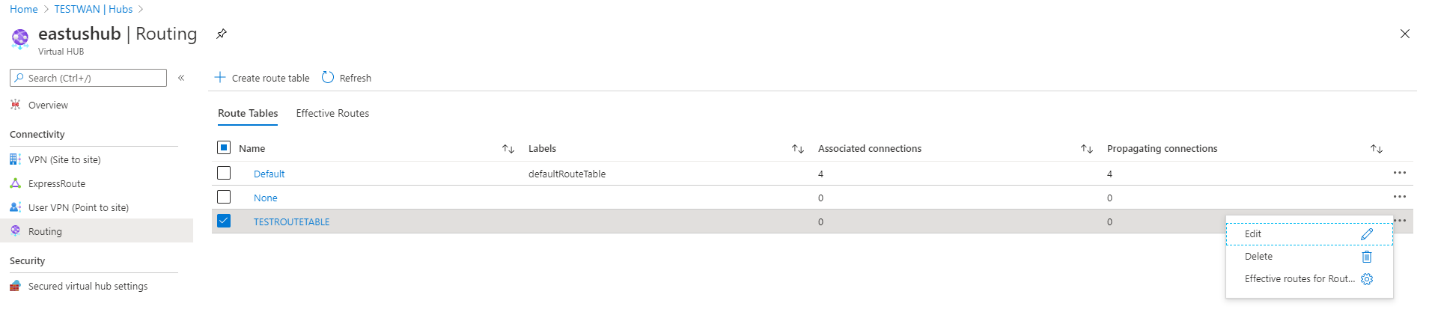 Home > TESTWAN | Hubs >
eastushub | Routing
Virtual HUB
Search (Ctrl+/)
«
Overview
Connectivity
VPN (Site to site)
ExpressRoute
User VPN (Point to site)
Routing
Security
Secured virtual hub settings
Create route table Refresh
Route Tables Effective Routes
Name Labels Associated connections Propagating connections
Default defaultRouteTable 4 4 ...
None 0 0 ...
TESTROUTETABLE 0 0 ...
Edit
Delete
Effective routes for Rout...